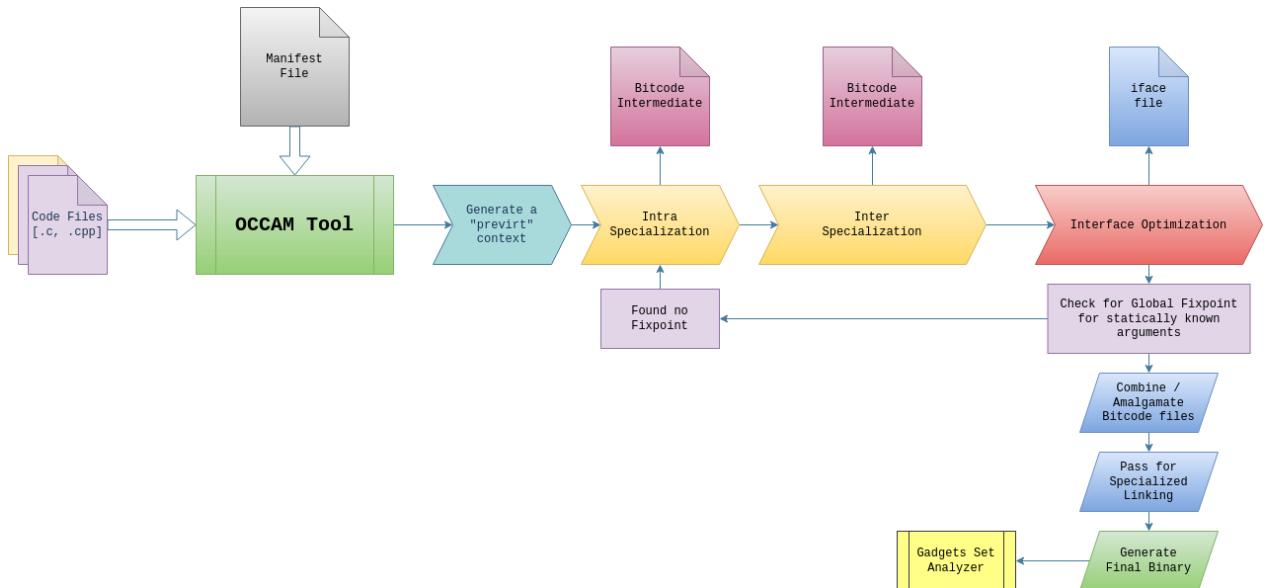 Manifest
File
Bitcode
Intermediate
Bitcode
Intermediate
iface
file
Code Files
[.c, .cpp]
OCCAM Tool
Generate a
"previrt"
context
Intra
Specialization
Inter
Specialization
Interface Optimization
Found no
Fixpoint
Check for Global Fixpoint
for statically known
arguments
Combine /
Amalgamate
Bitcode files
Pass for
Specialized
Linking
Gadgets Set
Analyzer
Generate
Final Binary